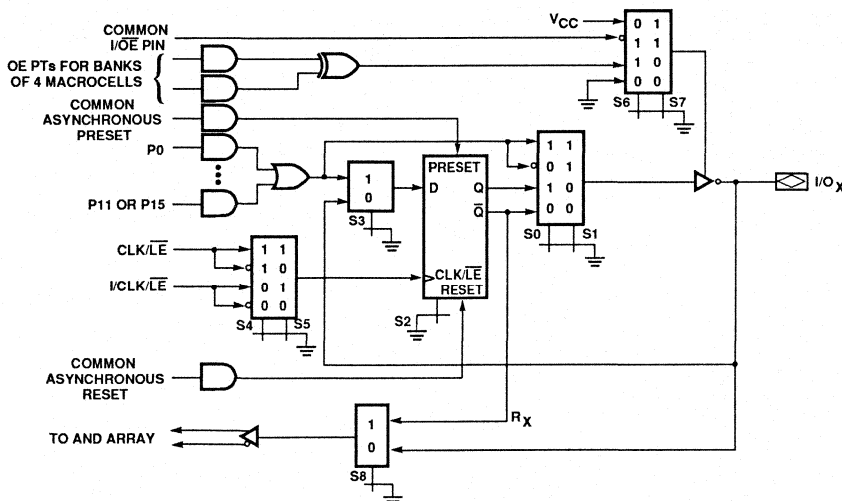 VCC
COMMON
I/OE PIN
OE PTs FOR BANKS
OF 4 MACROCELLS
0 1
1 1
1 0
0 0
S6 S7
COMMON
ASYNCHRONOUS
PRESET
P0
P11 OR P15
1
0
S3
PRESET
D Q
Q
CLK/LE
RESET
S2
1 1
0 1
1 0
0 0
S0 S1
I/OX
CLK/LE
I/CLK/LE
1 1
1 0
0 1
0 0
S4 S5
COMMON
ASYNCHRONOUS
RESET
RX
TO AND ARRAY
1
0
S8